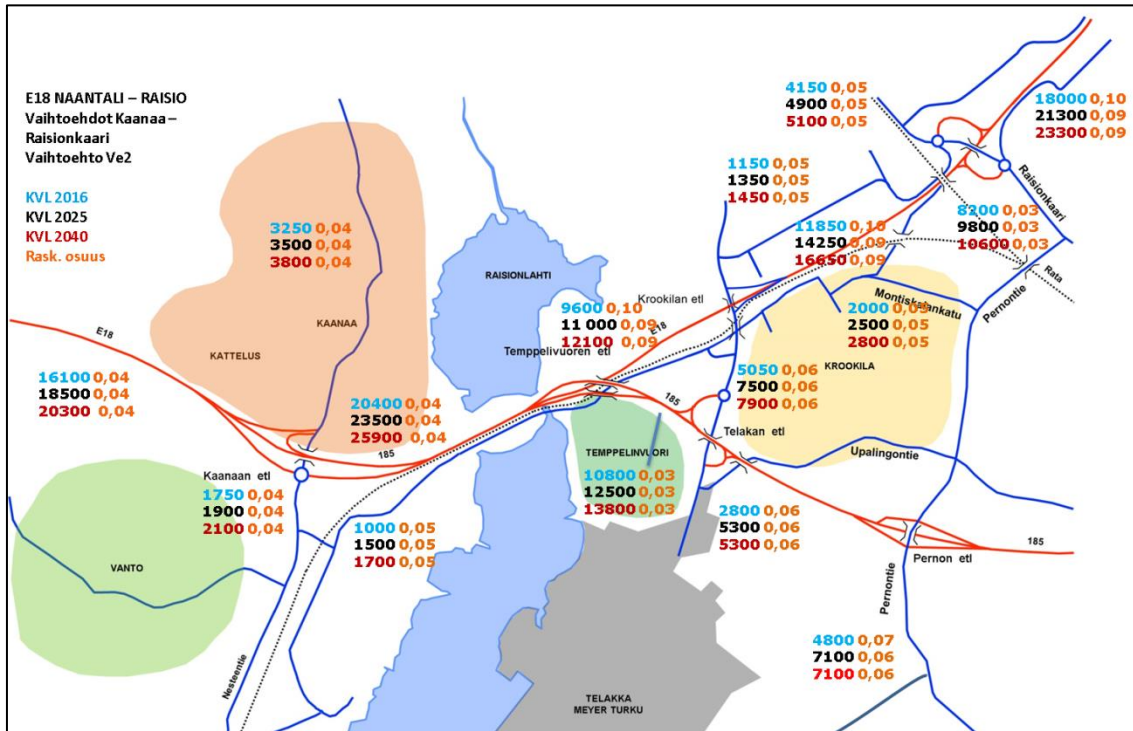 E18 NAANTALI – RAISIO
Vaihtoehdot Kaanaa –
Raisionkaari
Vaihtoehto Ve2
KVL 2016
KVL 2025
KVL 2040
Rask. osuus
4150 0,05
4900 0,05
5100 0,05
18000 0,10
21300 0,09
23300 0,09
1150 0,05
1350 0,05
1450 0,05
Raisionkaari
3250 0,04
3500 0,04
3800 0,04
11850 0,10
14250 0,09
16650 0,09
8200 0,03
9800 0,03
10600 0,03
Rata
RAISIONLAHTI
KAANAA
Krookilan etl
9600 0,10
11 000 0,09
12100 0,09
E18
Temppelivuoren etl
Montiskalankatu
Pernontie
2000 0,05
2500 0,05
2800 0,05
KROOKILA
E18
KATTELUS
16100 0,04
18500 0,04
20300 0,04
5050 0,06
7500 0,06
7900 0,06
185
20400 0,04
23500 0,04
25900 0,04
185
Telakan etl
Upalingontie
Kaanaan etl
1750 0,04
1900 0,04
2100 0,04
TEMPPELINVUORI
10800 0,03
12500 0,03
13800 0,03
2800 0,06
5300 0,06
5300 0,06
1000 0,05
1500 0,05
1700 0,05
185
Pernon etl
VANTO
Pernontie
Nesteentie
4800 0,07
7100 0,06
7100 0,06
TELAKKA
MEYER TURKU